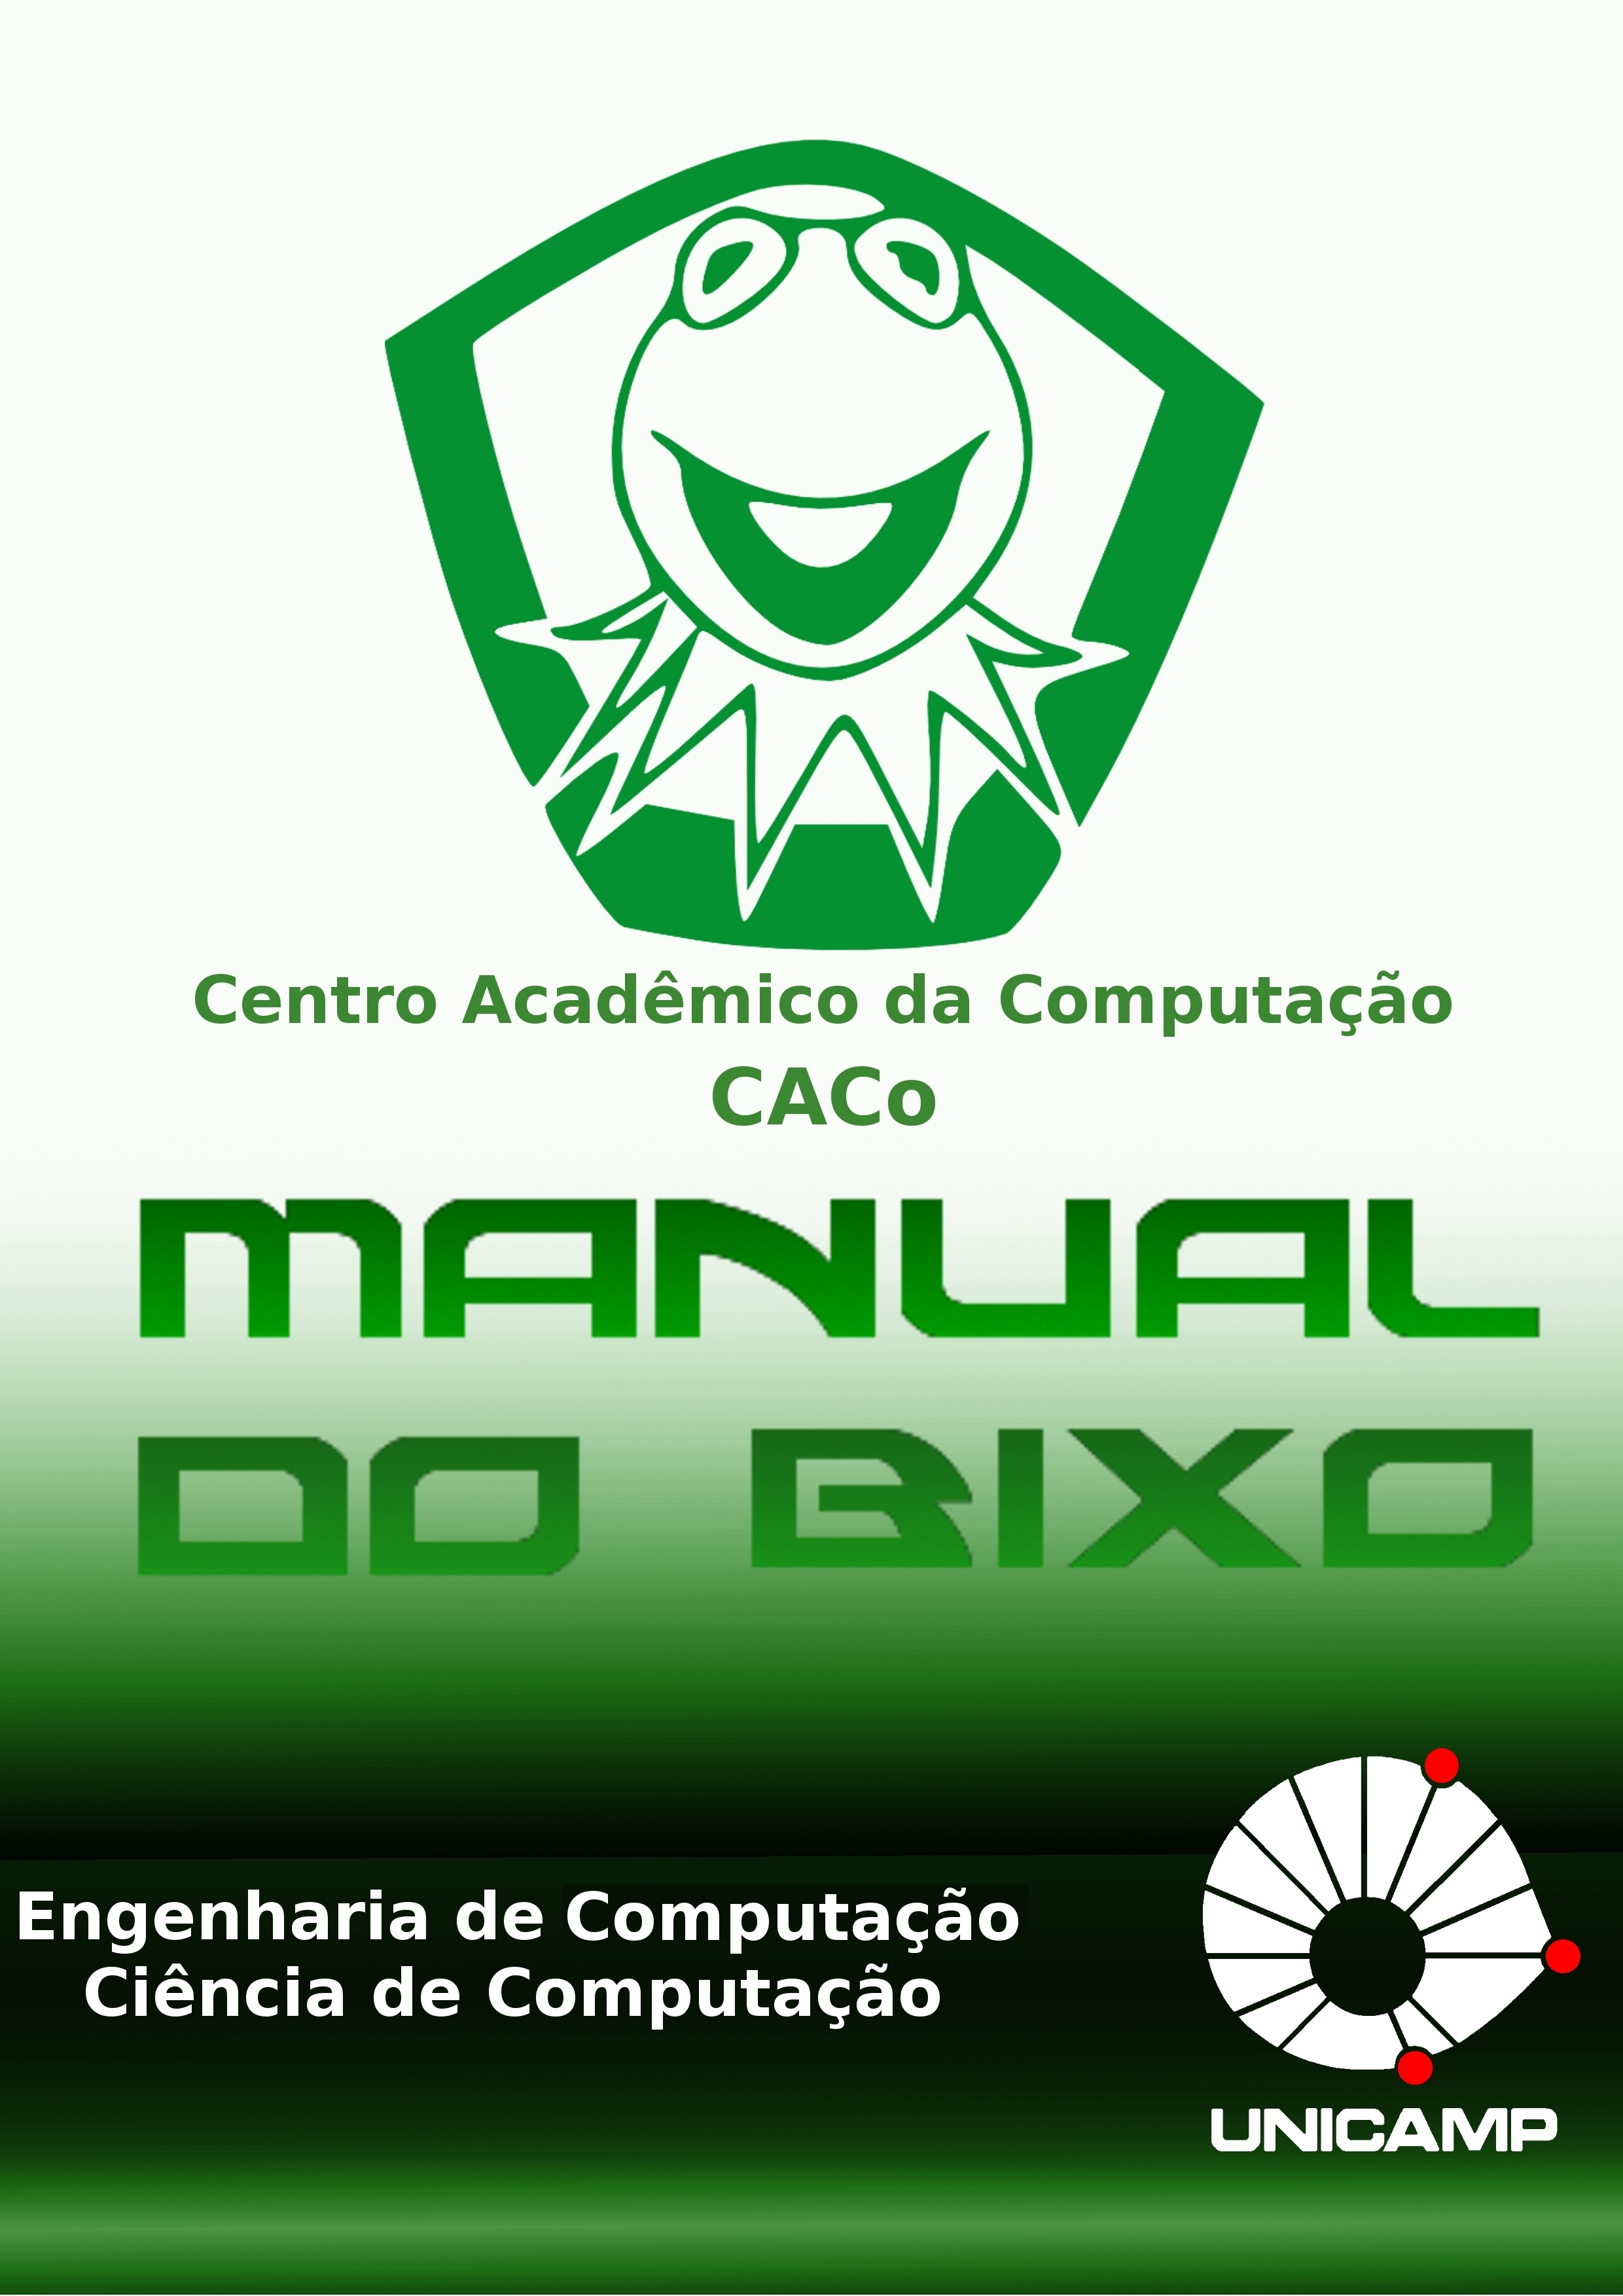 Centro Acadêmico da Computação
CACo
MANUAL
DO BIXO
Engenharia de Computação
Ciência de Computação
UNICAMP